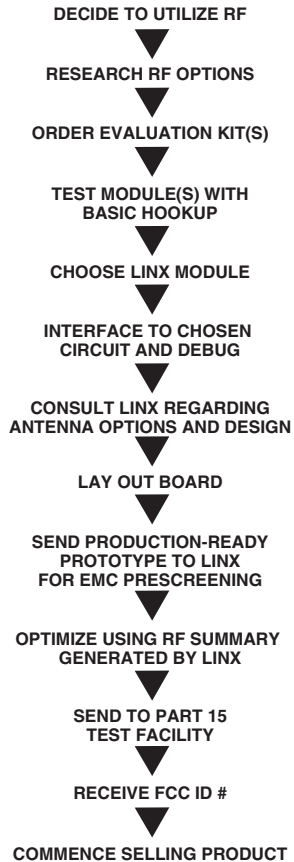 DECIDE TO UTILIZE RF
RESEARCH RF OPTIONS
ORDER EVALUATION KIT(S)
TEST MODULE(S) WITH
BASIC HOOKUP
CHOOSE LINX MODULE
INTERFACE TO CHOSEN
CIRCUIT AND DEBUG
CONSULT LINX REGARDING
ANTENNA OPTIONS AND DESIGN
LAY OUT BOARD
SEND PRODUCTION-READY
PROTOTYPE TO LINX
FOR EMC PRESCREENING
OPTIMIZE USING RF SUMMARY
GENERATED BY LINX
SEND TO PART 15
TEST FACILITY
RECEIVE FCC ID #
COMMENCE SELLING PRODUCT